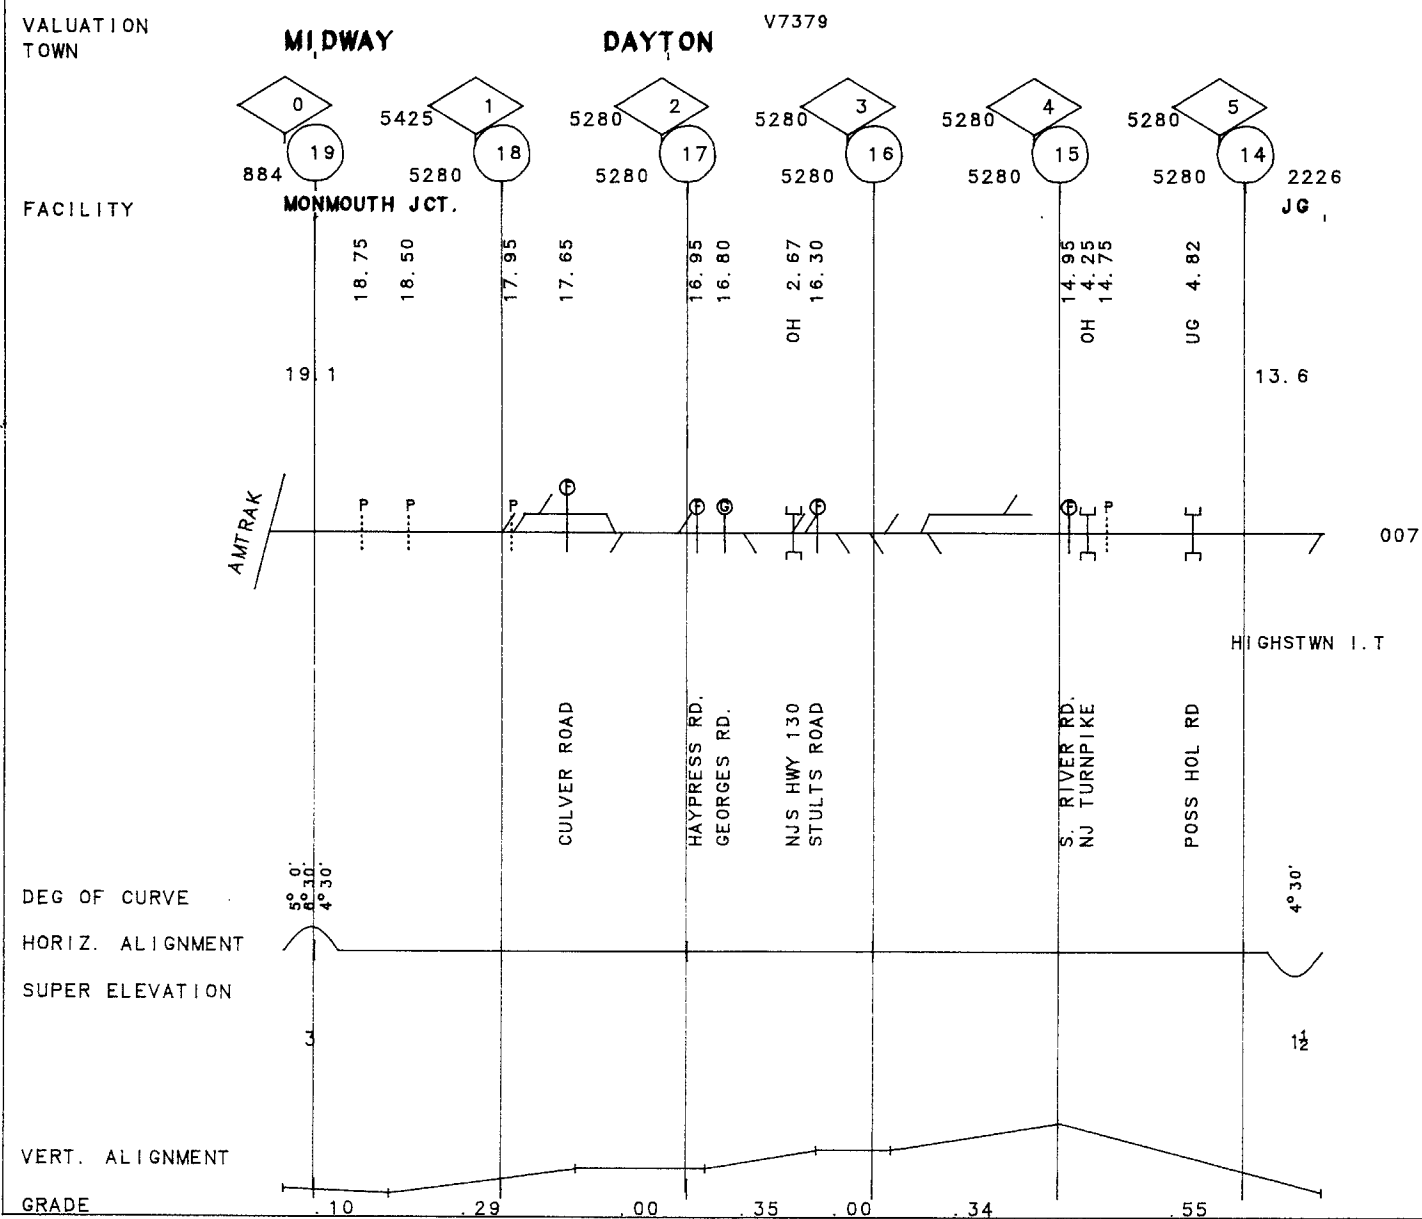 VALUATION V7379
TOWN MIDWAY DAYTON
0 1 2 3 4 5
5425 5280 5280 5280 5280
19 18 17 16 15 14
884 5280 5280 5280 5280 5280 2226
FACILITY MONMOUTH JCT. JG
18.75
18.50
17.95
17.65
16.95
16.80
OH 2.67
16.30
14.95
OH 4.25
14.75
UG 4.82
19.1 13.6
AMTRAK
P P P F F G F F P
007
HIGHSTWN I.T
CULVER ROAD
HAYPRESS RD.
GEORGES RD.
NJS HWY 130
STULTS ROAD
S. RIVER RD.
NJ TURNPIKE
POSS HOL RD
DEG OF CURVE 5° 0' 30' 4° 30' 4° 30'
HORIZ. ALIGNMENT
SUPER ELEVATION
3 1½
VERT. ALIGNMENT
GRADE .10 .29 .00 .35 .00 .34 .55